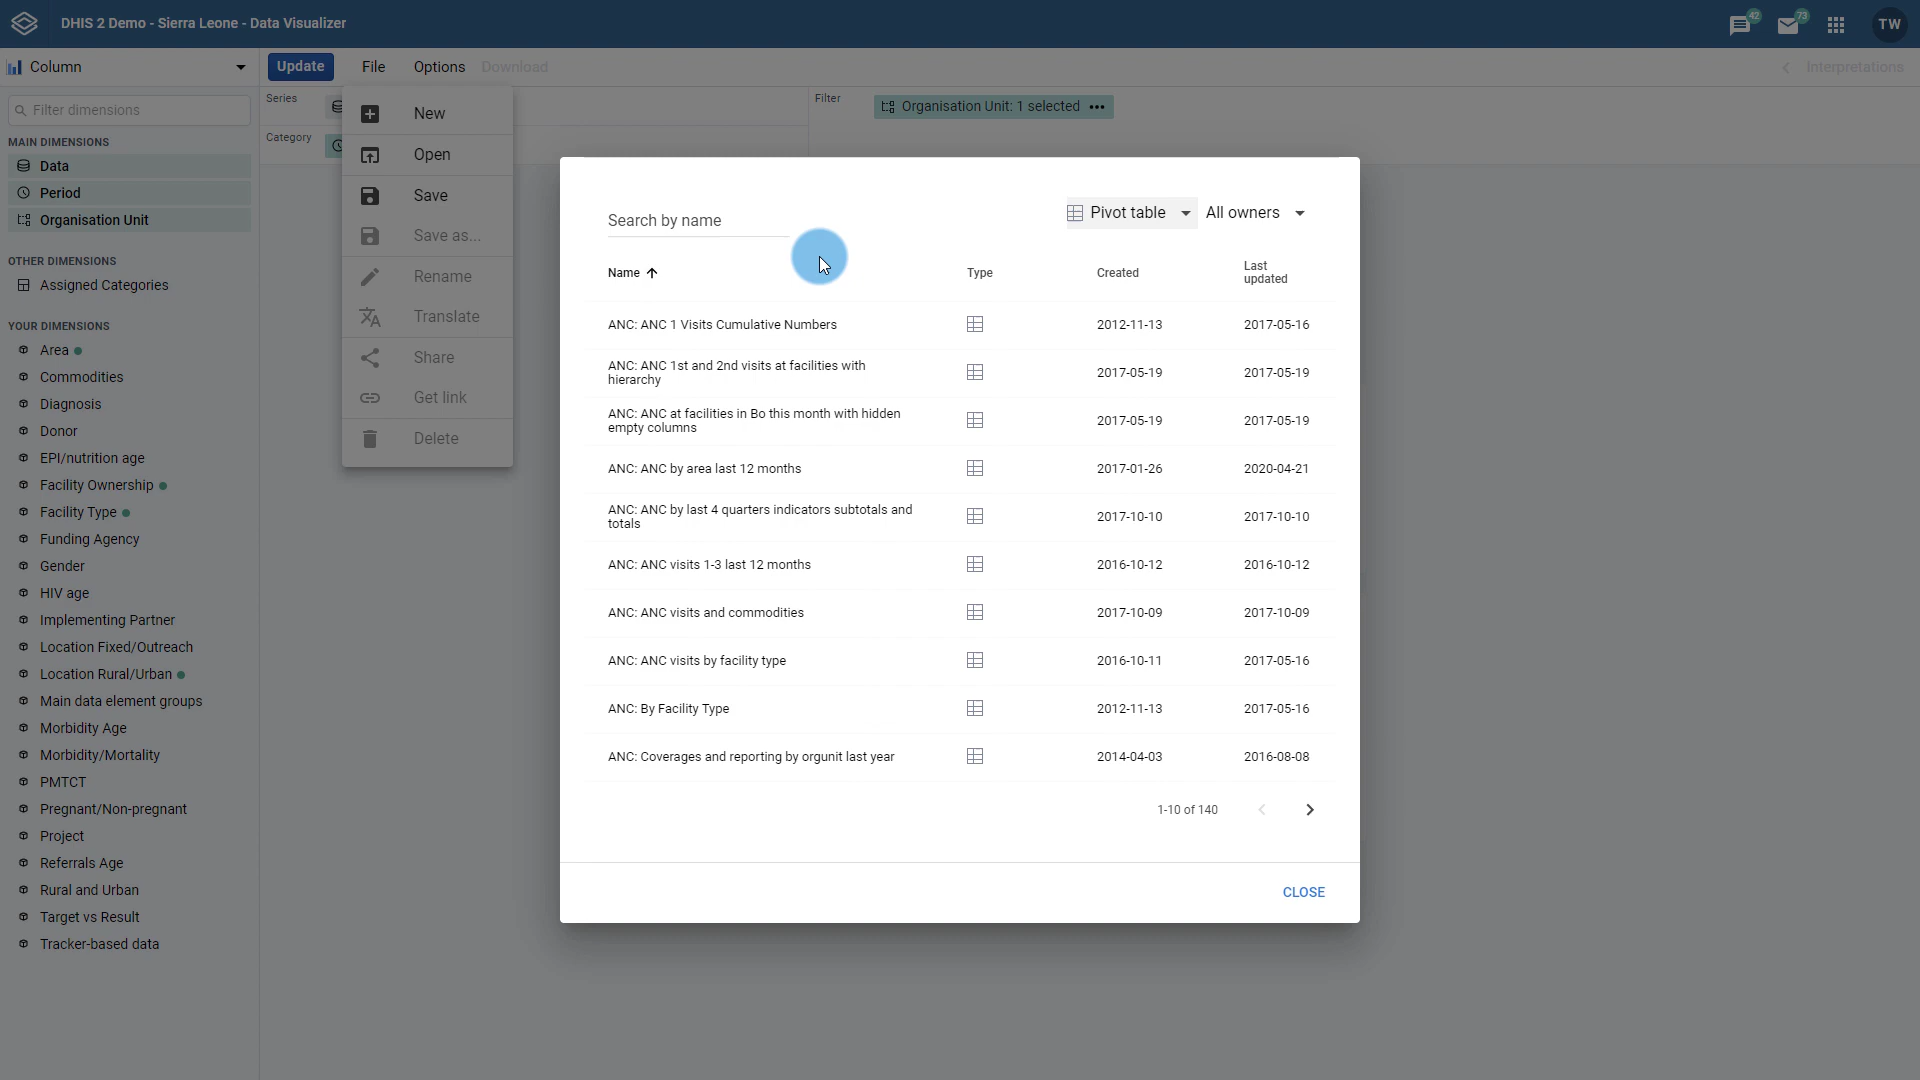 DHIS 2 Demo - Sierra Leone - Data Visualizer
42
73
TW
Column
Update
File
Options
Download
Interpretations
Filter dimensions
MAIN DIMENSIONS
Data
Period
Organisation Unit
OTHER DIMENSIONS
Assigned Categories
YOUR DIMENSIONS
Area
Commodities
Diagnosis
Donor
EPI/nutrition age
Facility Ownership
Facility Type
Funding Agency
Gender
HIV age
Implementing Partner
Location Fixed/Outreach
Location Rural/Urban
Main data element groups
Morbidity Age
Morbidity/Mortality
PMTCT
Pregnant/Non-pregnant
Project
Referrals Age
Rural and Urban
Target vs Result
Tracker-based data
Series
Category
Filter
Organisation Unit: 1 selected
New
Open
Save
Save as...
Rename
Translate
Share
Get link
Delete
Search by name
Pivot table
All owners
Name
Type
Created
Last
updated
ANC: ANC 1 Visits Cumulative Numbers
2012-11-13
2017-05-16
ANC: ANC 1st and 2nd visits at facilities with
hierarchy
2017-05-19
2017-05-19
ANC: ANC at facilities in Bo this month with hidden
empty columns
2017-05-19
2017-05-19
ANC: ANC by area last 12 months
2017-01-26
2020-04-21
ANC: ANC by last 4 quarters indicators subtotals and
totals
2017-10-10
2017-10-10
ANC: ANC visits 1-3 last 12 months
2016-10-12
2016-10-12
ANC: ANC visits and commodities
2017-10-09
2017-10-09
ANC: ANC visits by facility type
2016-10-11
2017-05-16
ANC: By Facility Type
2012-11-13
2017-05-16
ANC: Coverages and reporting by orgunit last year
2014-04-03
2016-08-08
1-10 of 140
CLOSE